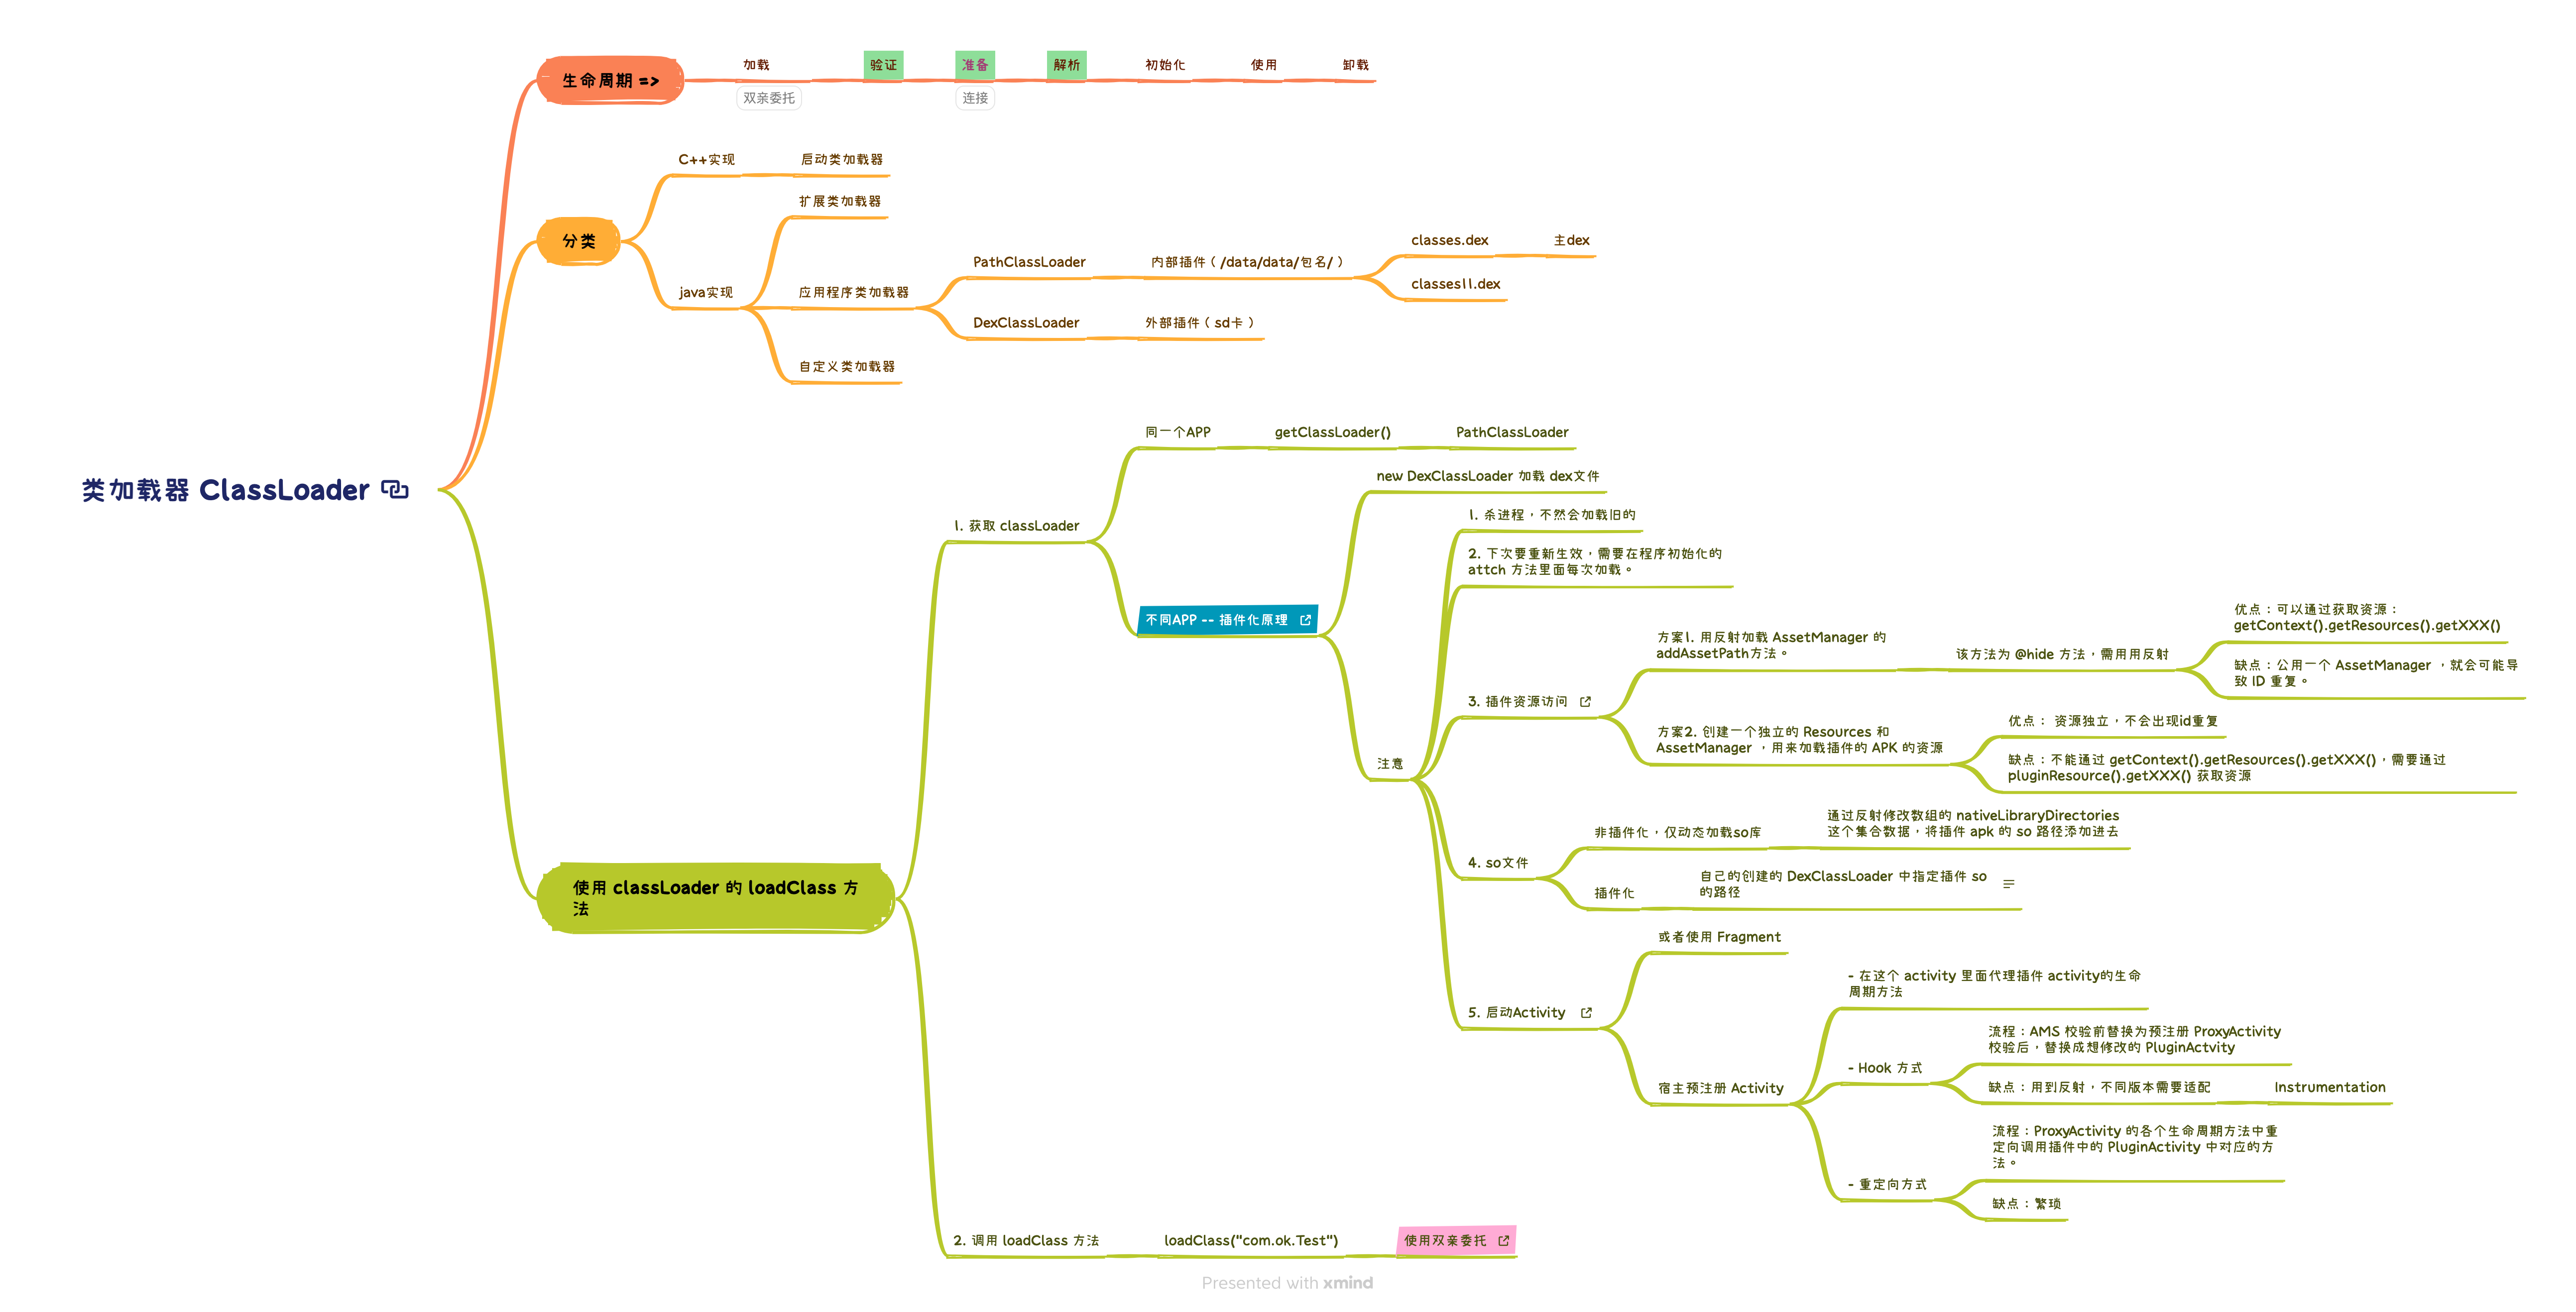 生命周期 =>
加载
双亲委托
验证
准备
连接
解析
初始化
使用
卸载
分类
C++实现
启动类加载器
java实现
扩展类加载器
应用程序类加载器
PathClassLoader
内部插件（/data/data/包名/）
classes.dex
主dex
classes11.dex
DexClassLoader
外部插件（sd卡）
自定义类加载器
类加载器 ClassLoader
使用 classLoader 的 loadClass 方
法
1. 获取 classLoader
同一个APP
getClassLoader()
PathClassLoader
不同APP -- 插件化原理
new DexClassLoader 加载 dex文件
注意
1. 杀进程，不然会加载旧的
2. 下次要重新生效，需要在程序初始化的
attch 方法里面每次加载。
3. 插件资源访问
方案1. 用反射加载 AssetManager 的
addAssetPath方法。
该方法为 @hide 方法，需用用反射
优点：可以通过获取资源：
getContext().getResources().getXXX()
缺点：公用一个 AssetManager ，就会可能导
致 ID 重复。
方案2. 创建一个独立的 Resources 和
AssetManager ，用来加载插件的 APK 的资源
优点： 资源独立，不会出现id重复
缺点：不能通过 getContext().getResources().getXXX()，需要通过
pluginResource().getXXX() 获取资源
4. so文件
非插件化，仅动态加载so库
通过反射修改数组的 nativeLibraryDirectories
这个集合数据，将插件 apk 的 so 路径添加进去
插件化
自己的创建的 DexClassLoader 中指定插件 so
的路径
5. 启动Activity
或者使用 Fragment
宿主预注册 Activity
- 在这个 activity 里面代理插件 activity的生命
周期方法
- Hook 方式
流程：AMS 校验前替换为预注册 ProxyActivity
校验后，替换成想修改的 PluginActvity
缺点：用到反射，不同版本需要适配
Instrumentation
- 重定向方式
流程：ProxyActivity 的各个生命周期方法中重
定向调用插件中的 PluginActivity 中对应的方
法。
缺点：繁琐
2. 调用 loadClass 方法
loadClass("com.ok.Test")
使用双亲委托
Presented with xmind